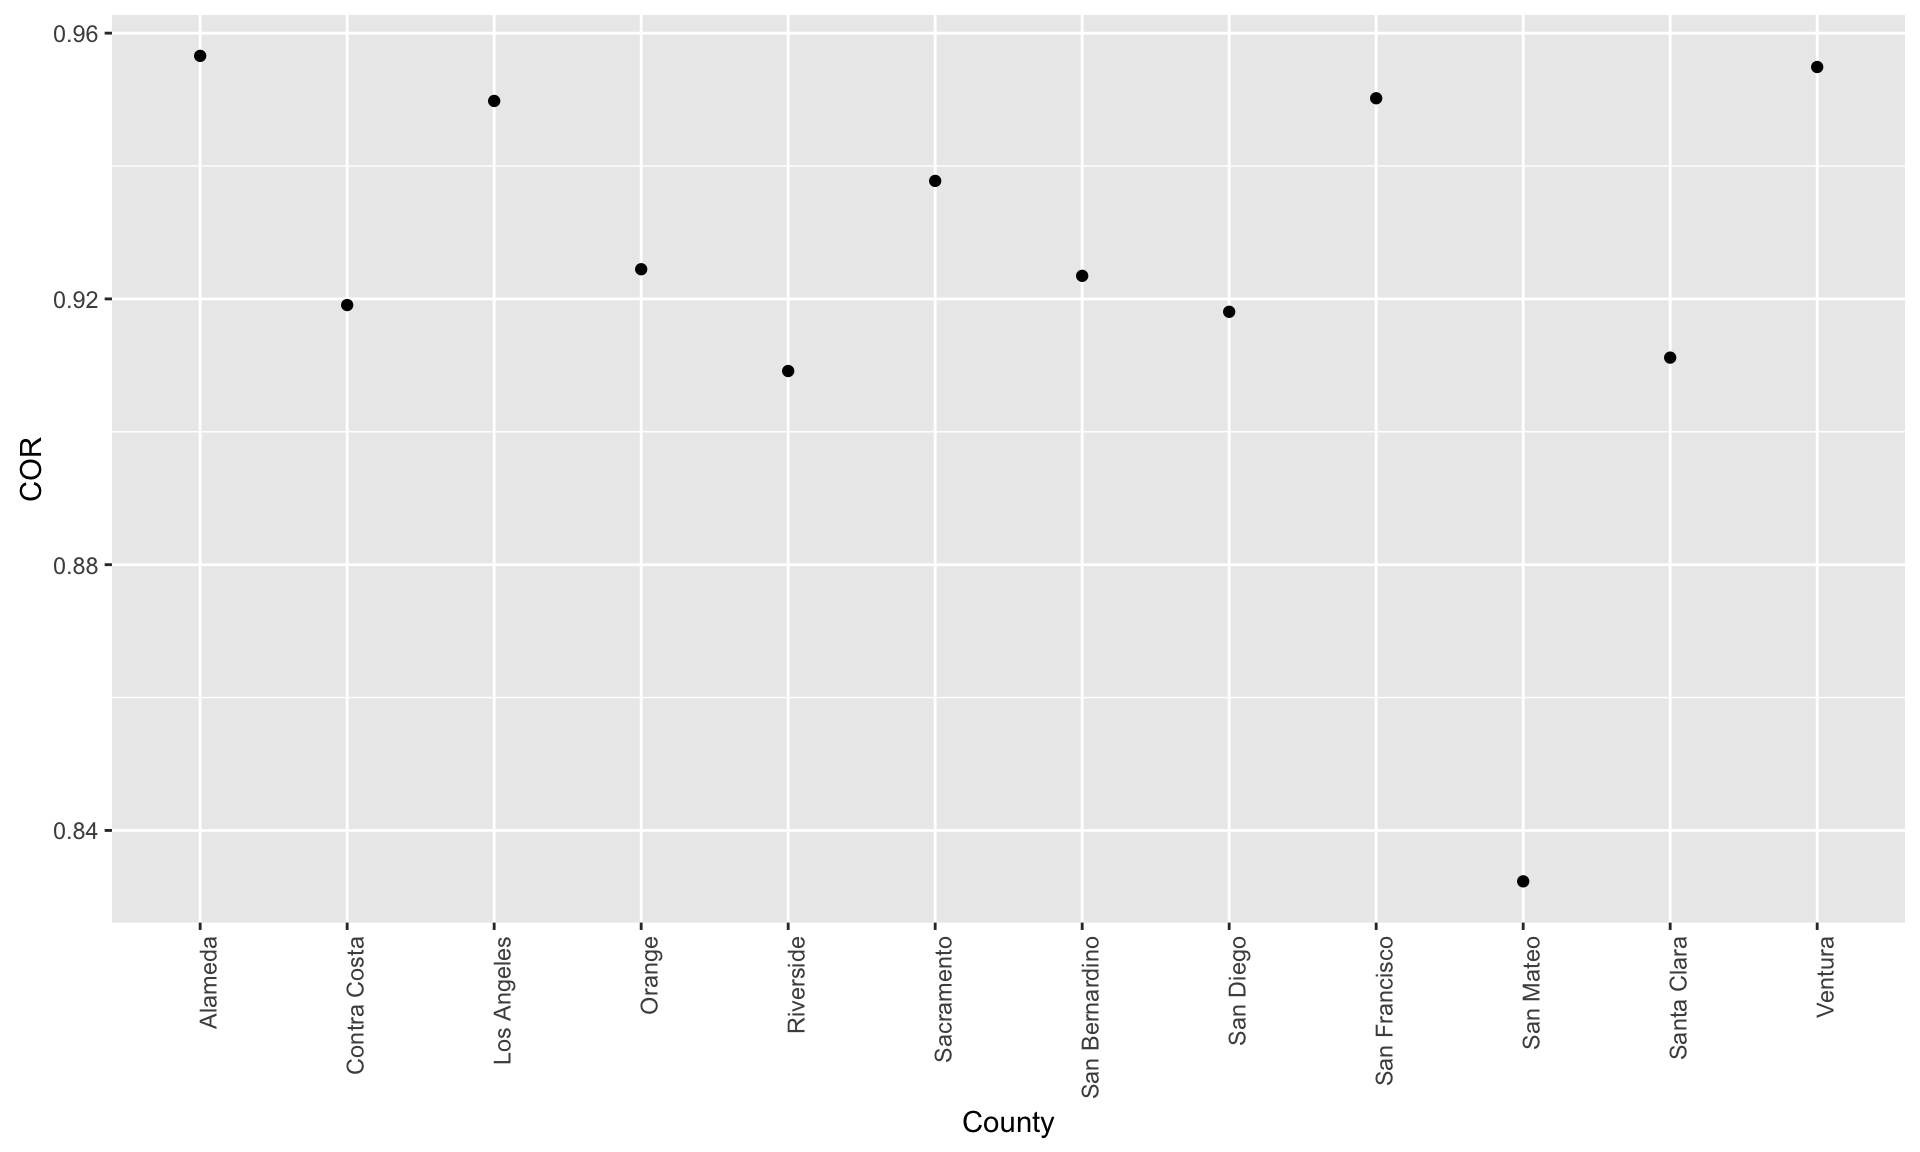 0.96
0.92
0.88
0.84
COR
Alameda
Contra Costa
Los Angeles
Orange
Riverside
Sacramento
San Bernardino
San Diego
San Francisco
San Mateo
Santa Clara
Ventura
County